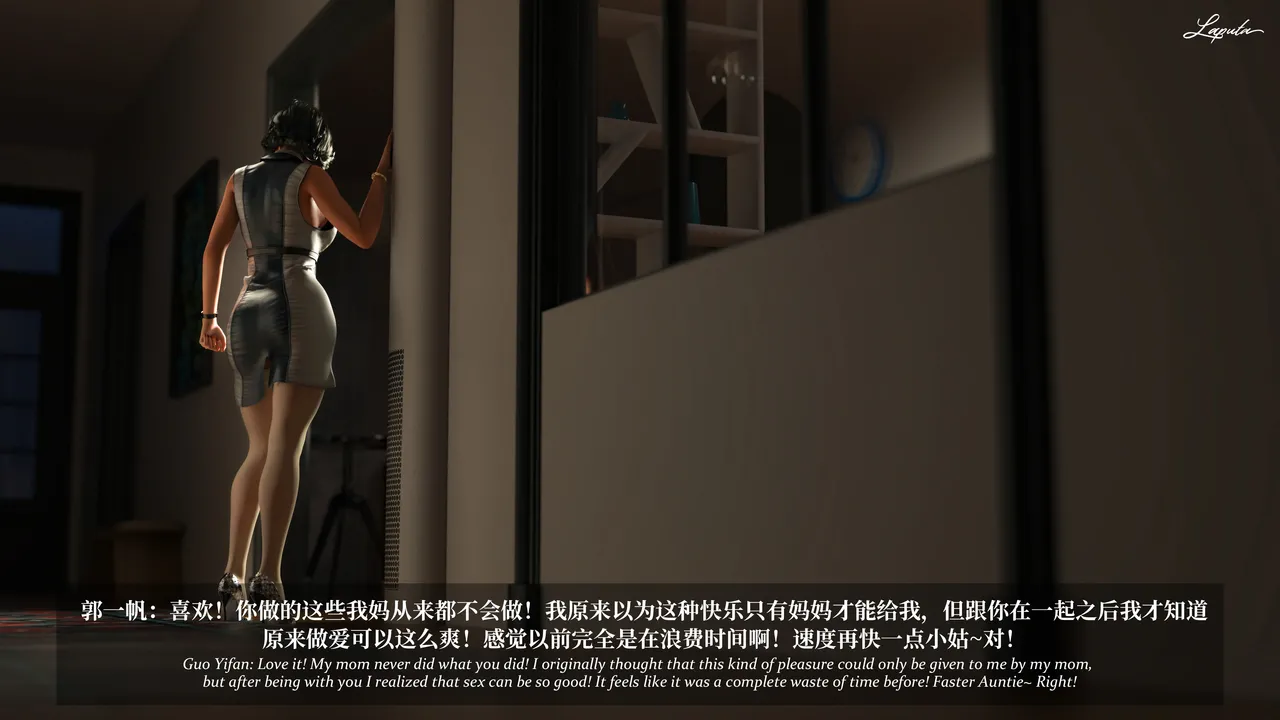 Laputa
郭一帆：喜欢！你做的这些我妈从来都不会做！我原来以为这种快乐只有妈妈才能给我，但跟你在一起之后我才知道
原来做爱可以这么爽！感觉以前完全是在浪费时间啊！速度再快一点小姑~对！
Guo Yifan: Love it! My mom never did what you did! I originally thought that this kind of pleasure could only be given to me by my mom,
but after being with you I realized that sex can be so good! It feels like it was a complete waste of time before! Faster Auntie~ Right!